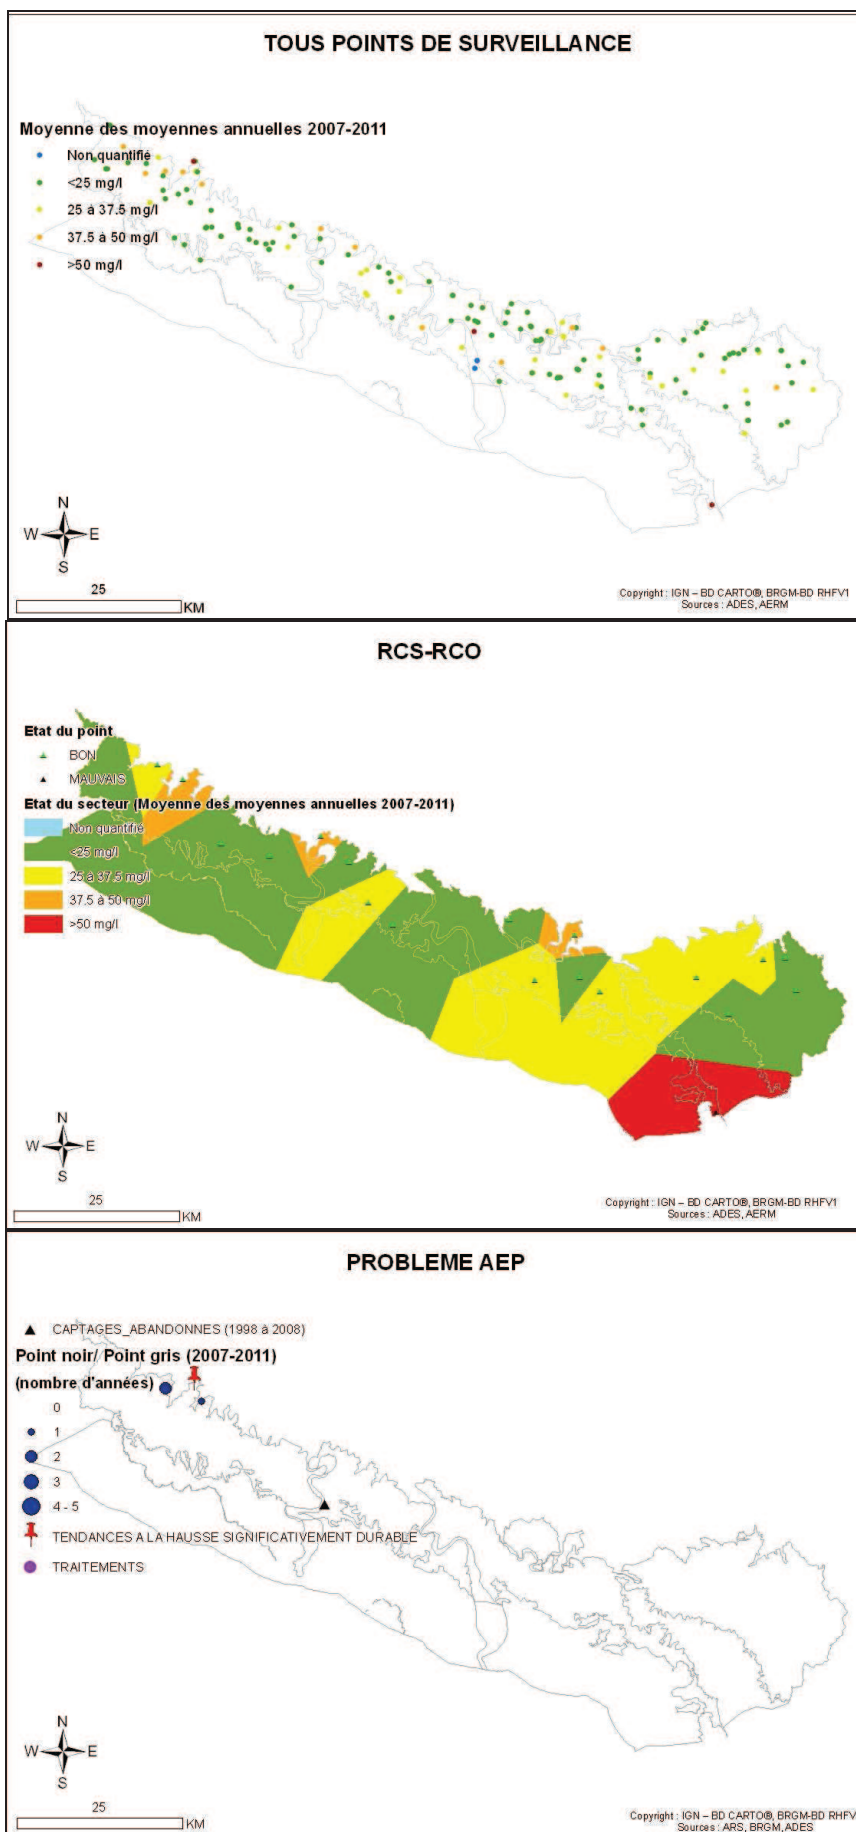 TOUS POINTS DE SURVEILLANCE
Moyenne des moyennes annuelles 2007-2011
Non quantifié
<25 mg/l
25 à 37.5 mg/l
37.5 à 50 mg/l
>50 mg/l
N
W E
S
25
KM
Copyright : IGN – BD CARTO®, BRGM-BD RHFV1
Sources : ADES, AERM
RCS-RCO
Etat du point
BON
MAUVAIS
Etat du secteur (Moyenne des moyennes annuelles 2007-2011)
Non quantifié
<25 mg/l
25 à 37.5 mg/l
37.5 à 50 mg/l
>50 mg/l
N
W E
S
25
KM
Copyright : IGN – BD CARTO®, BRGM-BD RHFV1
Sources : ADES, AERM
PROBLEME AEP
CAPTAGES_ABANDONNES (1998 à 2008)
Point noir/ Point gris (2007-2011)
(nombre d'années)
0
1
2
3
4 - 5
TENDANCES A LA HAUSSE SIGNIFICATIVEMENT DURABLE
TRAITEMENTS
N
W E
S
25
KM
Copyright : IGN – BD CARTO®, BRGM-BD RHFV
Sources : ARS, BRGM, ADES